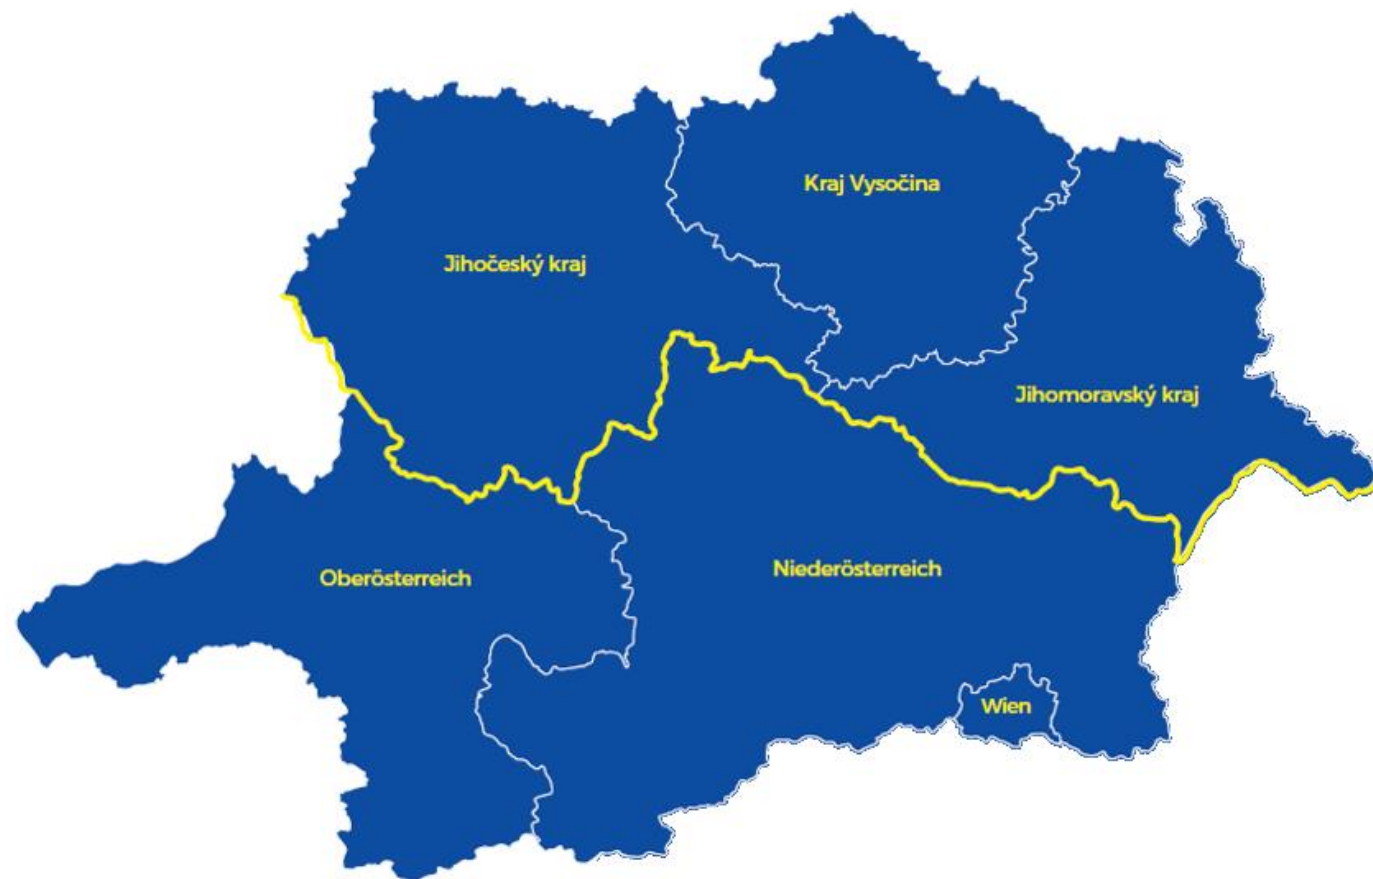 Kraj Vysočina
Jihočeský kraj
Jihomoravský kraj
Oberösterreich
Niederösterreich
Wien